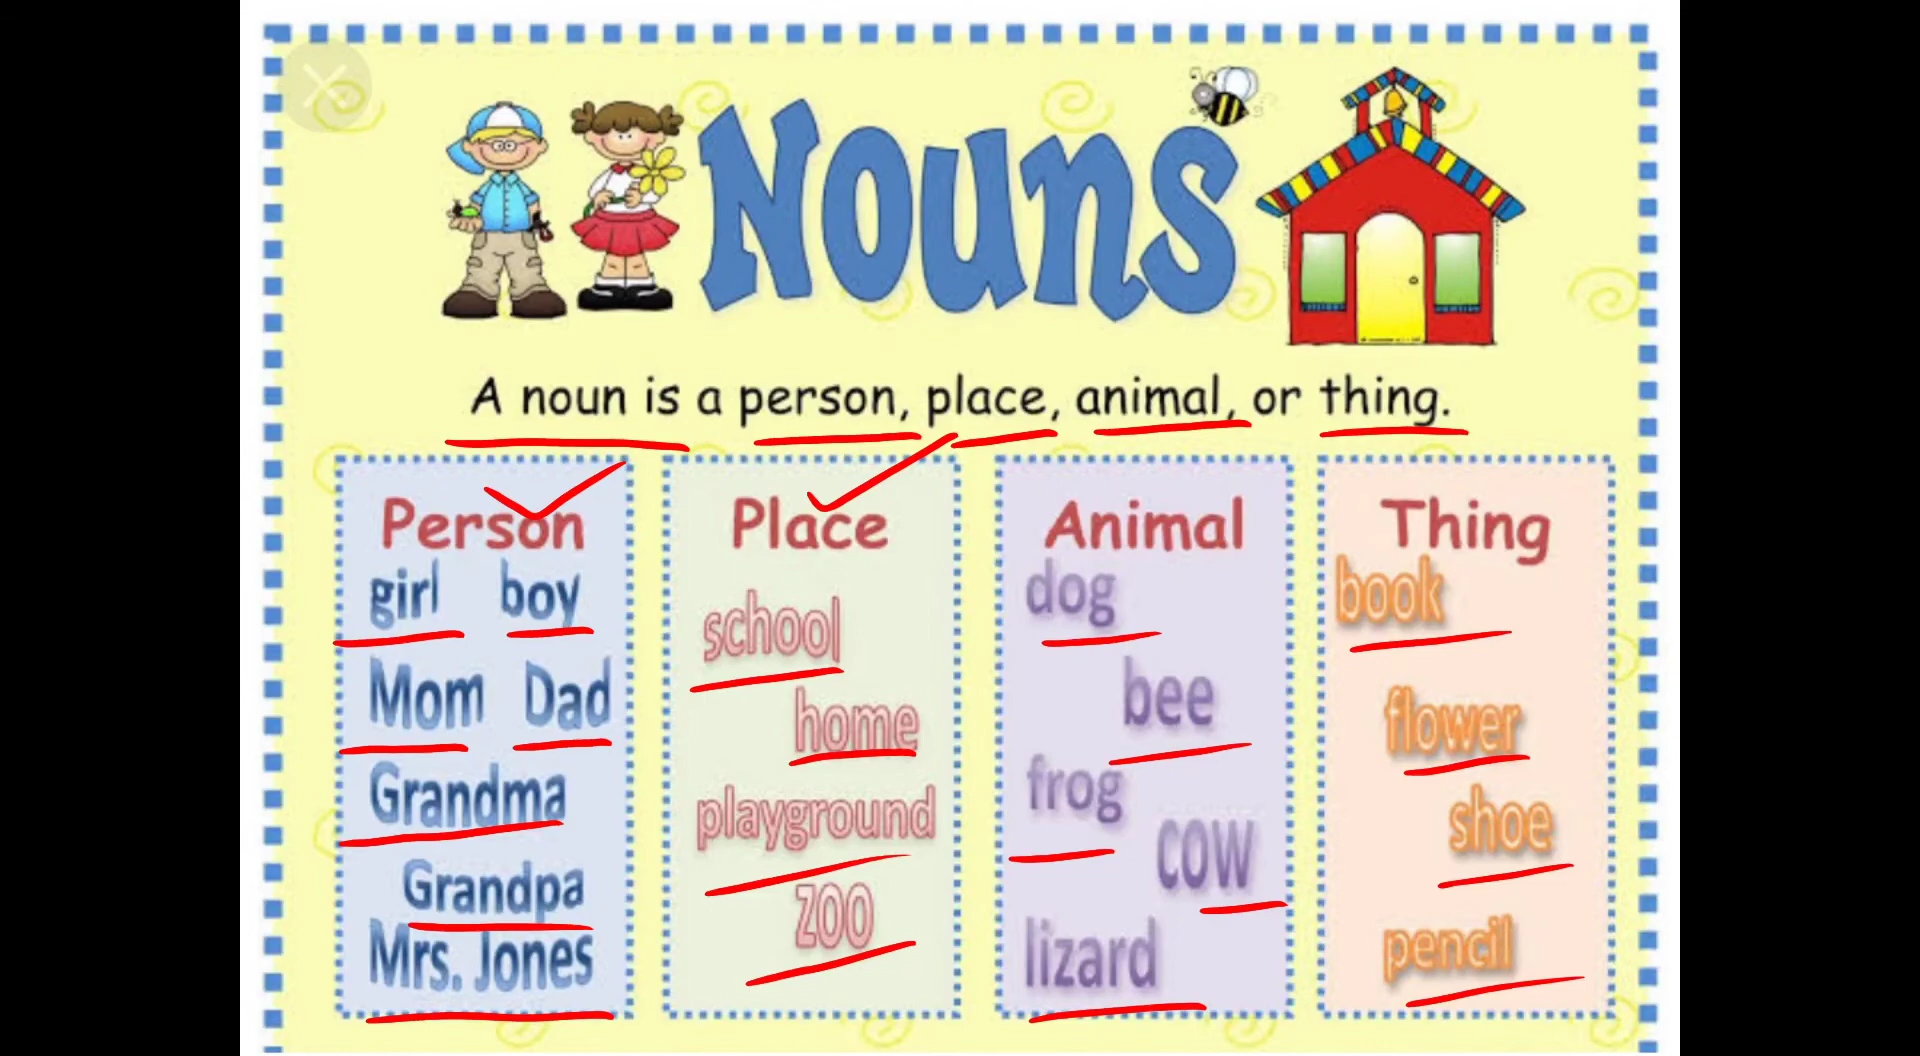 Nouns
A noun is a person, place, animal, or thing.
Person
girl boy
Mom Dad
Grandma
Grandpa
Mrs. Jones
Place
school
home
playground
zoo
Animal
dog
bee
frog
cow
lizard
Thing
book
flower
shoe
pencil